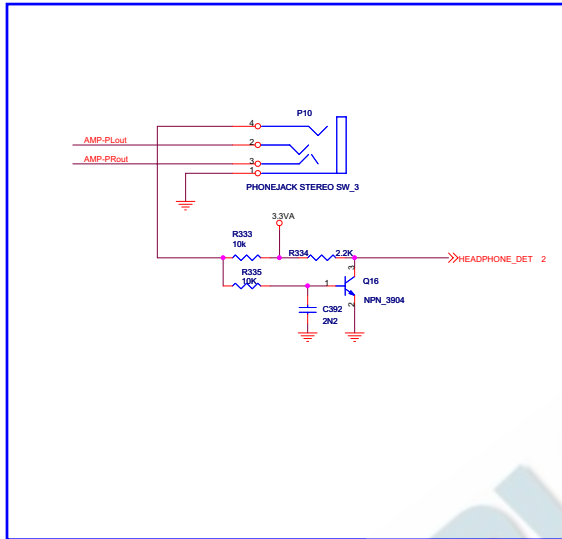 P10
4
AMP-PLout
2
AMP-PRout
3
1
PHONEJACK STEREO SW_3
3.3VA
R333
10k
R334
2.2K
HEADPHONE_DET 2
R335
10K
3
1
Q16
2
NPN_3904
C392
2N2